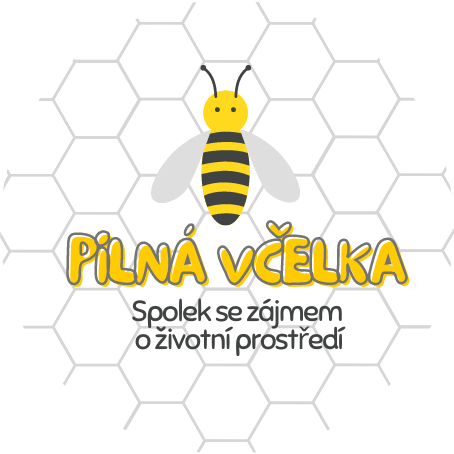 PILNÁ VČELKA
Spolek se zájmem
o životní prostředí